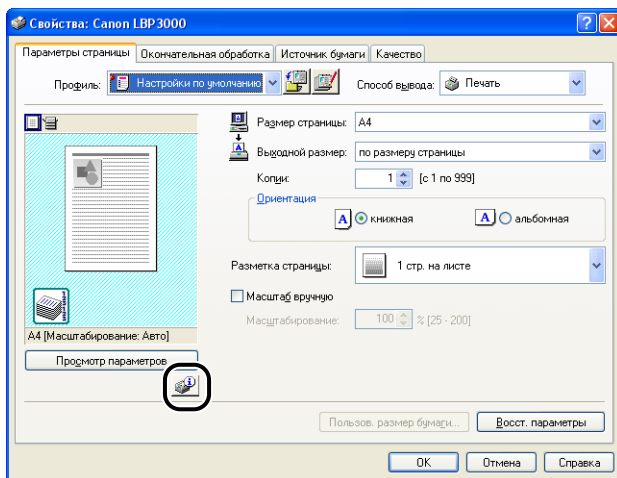 Свойства: Canon LBP3000
Параметры страницы Окончательная обработка Источник бумаги Качество
Профиль: Настройки по умолчанию Способ вывода: Печать
Размер страницы: A4
Выходной размер: по размеру страницы
Копии: 1 [с 1 по 999]
Ориентация
A книжная A альбомная
Разметка страницы: 1 стр. на листе
Масштаб вручную
Масштабирование: 100 % [25 - 200]
A4 [Масштабирование: Авто]
Просмотр параметров
Пользов. размер бумаги... Восст. параметры
OK Отмена Справка